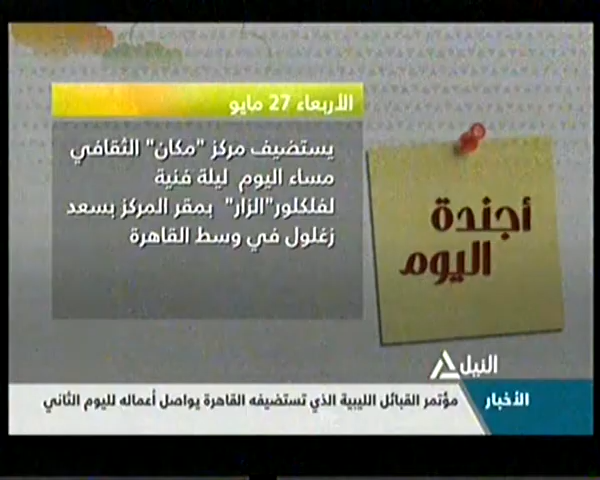 الأربعاء 27 مايو
يستضيف مركز "مكان" الثقافي
مساء اليوم ليلة فنية
لفلكلور"الزار" بمقر المركز بسعد
زغلول في وسط القاهرة
أجندة
اليوم
النيل
الأخبار
مؤتمر القبائل الليبية الذي تستضيفه القاهرة يواصل أعماله لليوم الثاني